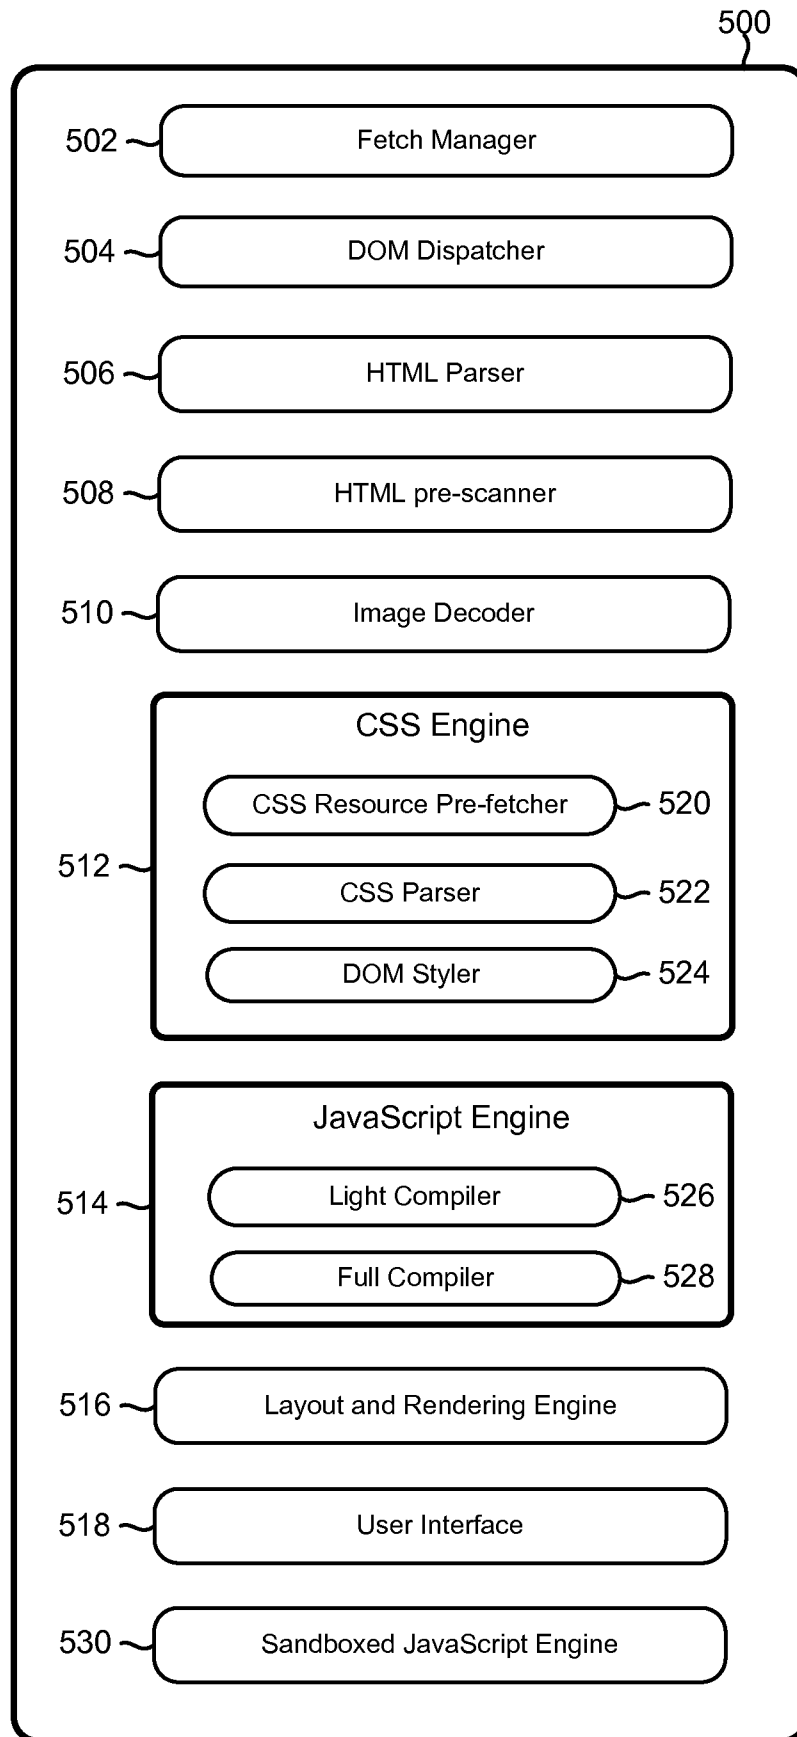 500
502 Fetch Manager
504 DOM Dispatcher
506 HTML Parser
508 HTML pre-scanner
510 Image Decoder
CSS Engine
CSS Resource Pre-fetcher 520
512
CSS Parser 522
DOM Styler 524
JavaScript Engine
514
Light Compiler 526
Full Compiler 528
516 Layout and Rendering Engine
518 User Interface
530 Sandboxed JavaScript Engine